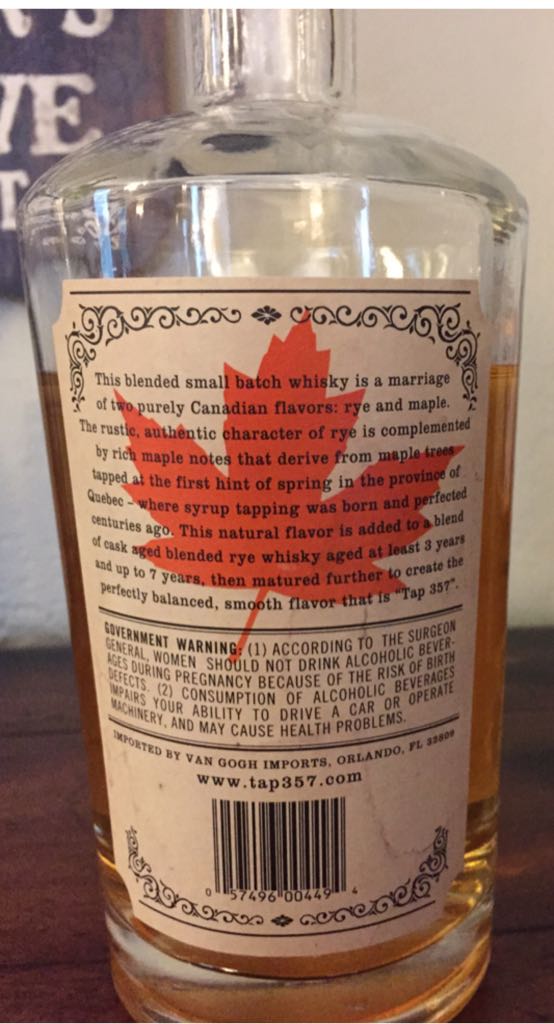 VE
This blended small batch whisky is a marriage
of two purely Canadian flavors: rye and maple.
The rustic, authentic character of rye is complemented
by rich maple notes that derive from maple trees
tapped at the first hint of spring in the province of
Quebec – where syrup tapping was born and perfected
centuries ago. This natural flavor is added to a blend
of cask aged blended rye whisky aged at least 3 years
and up to 7 years, then matured further to create the
perfectly balanced, smooth flavor that is "Tap 357".
GOVERNMENT WARNING: (1) ACCORDING TO THE SURGEON
GENERAL, WOMEN SHOULD NOT DRINK ALCOHOLIC BEVER-
AGES DURING PREGNANCY BECAUSE OF THE RISK OF BIRTH
DEFECTS. (2) CONSUMPTION OF ALCOHOLIC BEVERAGES
IMPAIRS YOUR ABILITY TO DRIVE A CAR OR OPERATE
MACHINERY, AND MAY CAUSE HEALTH PROBLEMS.
IMPORTED BY VAN GOGH IMPORTS, ORLANDO, FL 32809
www.tap357.com
0 57496 00449 4